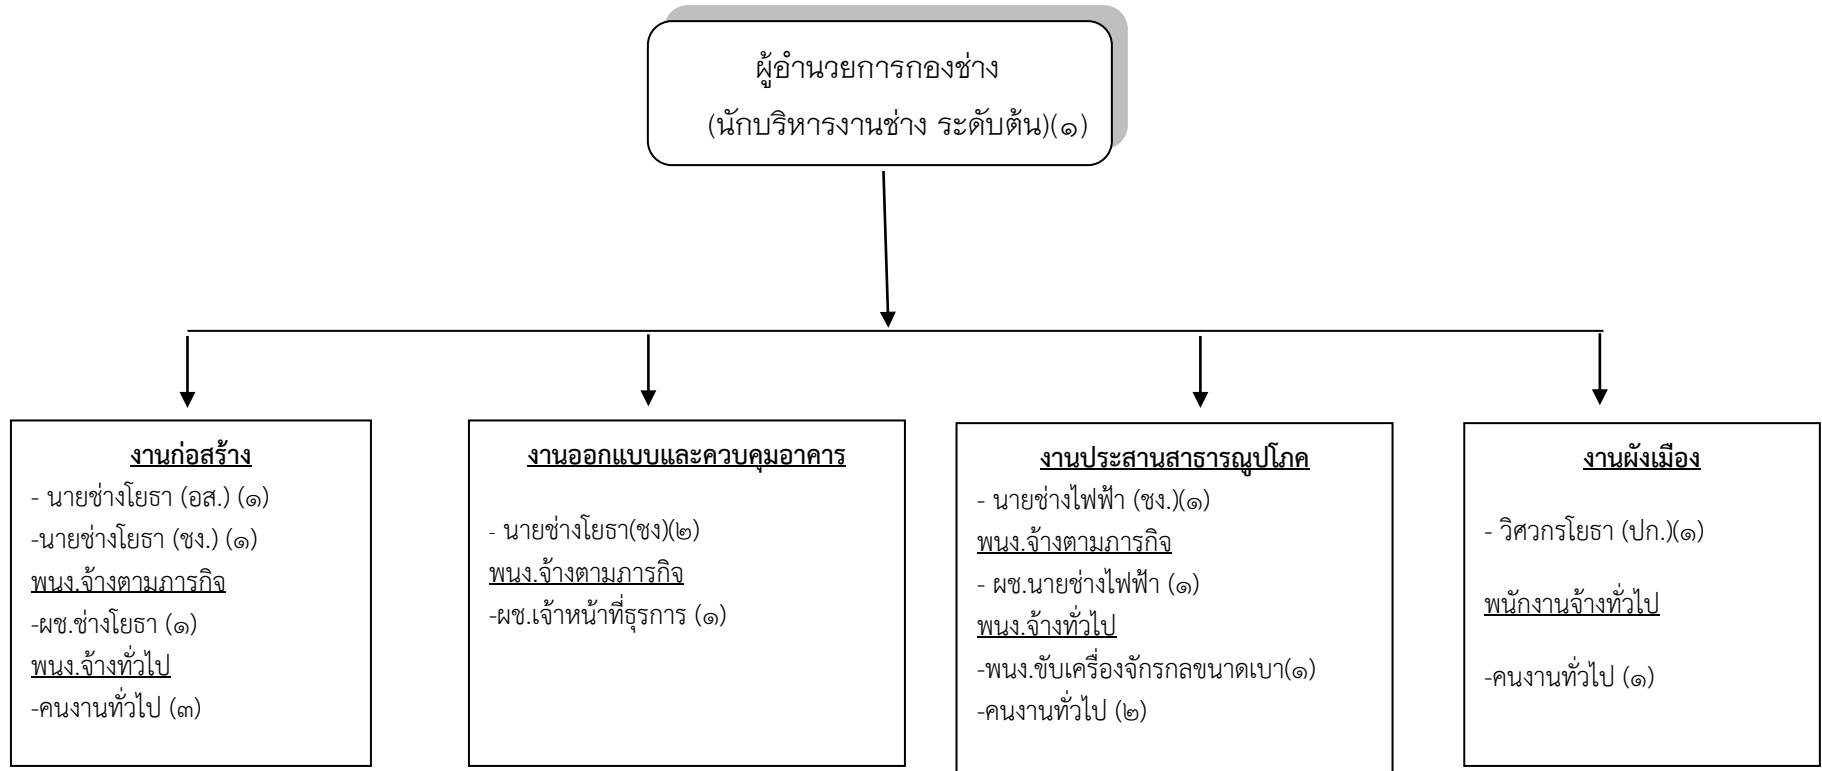 ผู้อำนวยการกองช่าง
(นักบริหารงานช่าง ระดับต้น)(๑)
งานก่อสร้าง
- นายช่างโยธา (อส.) (๑)
-นายช่างโยธา (ชง.) (๑)
พนง.จ้างตามภารกิจ
-ผช.ช่างโยธา (๑)
พนง.จ้างทั่วไป
-คนงานทั่วไป (๓)
งานออกแบบและควบคุมอาคาร
- นายช่างโยธา(ชง)(๒)
พนง.จ้างตามภารกิจ
-ผช.เจ้าหน้าที่ธุรการ (๑)
งานประสานสาธารณูปโภค
- นายช่างไฟฟ้า (ชง.)(๑)
พนง.จ้างตามภารกิจ
- ผช.นายช่างไฟฟ้า (๑)
พนง.จ้างทั่วไป
-พนง.ขับเครื่องจักรกลขนาดเบา(๑)
-คนงานทั่วไป (๒)
งานผังเมือง
- วิศวกรโยธา (ปก.)(๑)
พนักงานจ้างทั่วไป
-คนงานทั่วไป (๑)